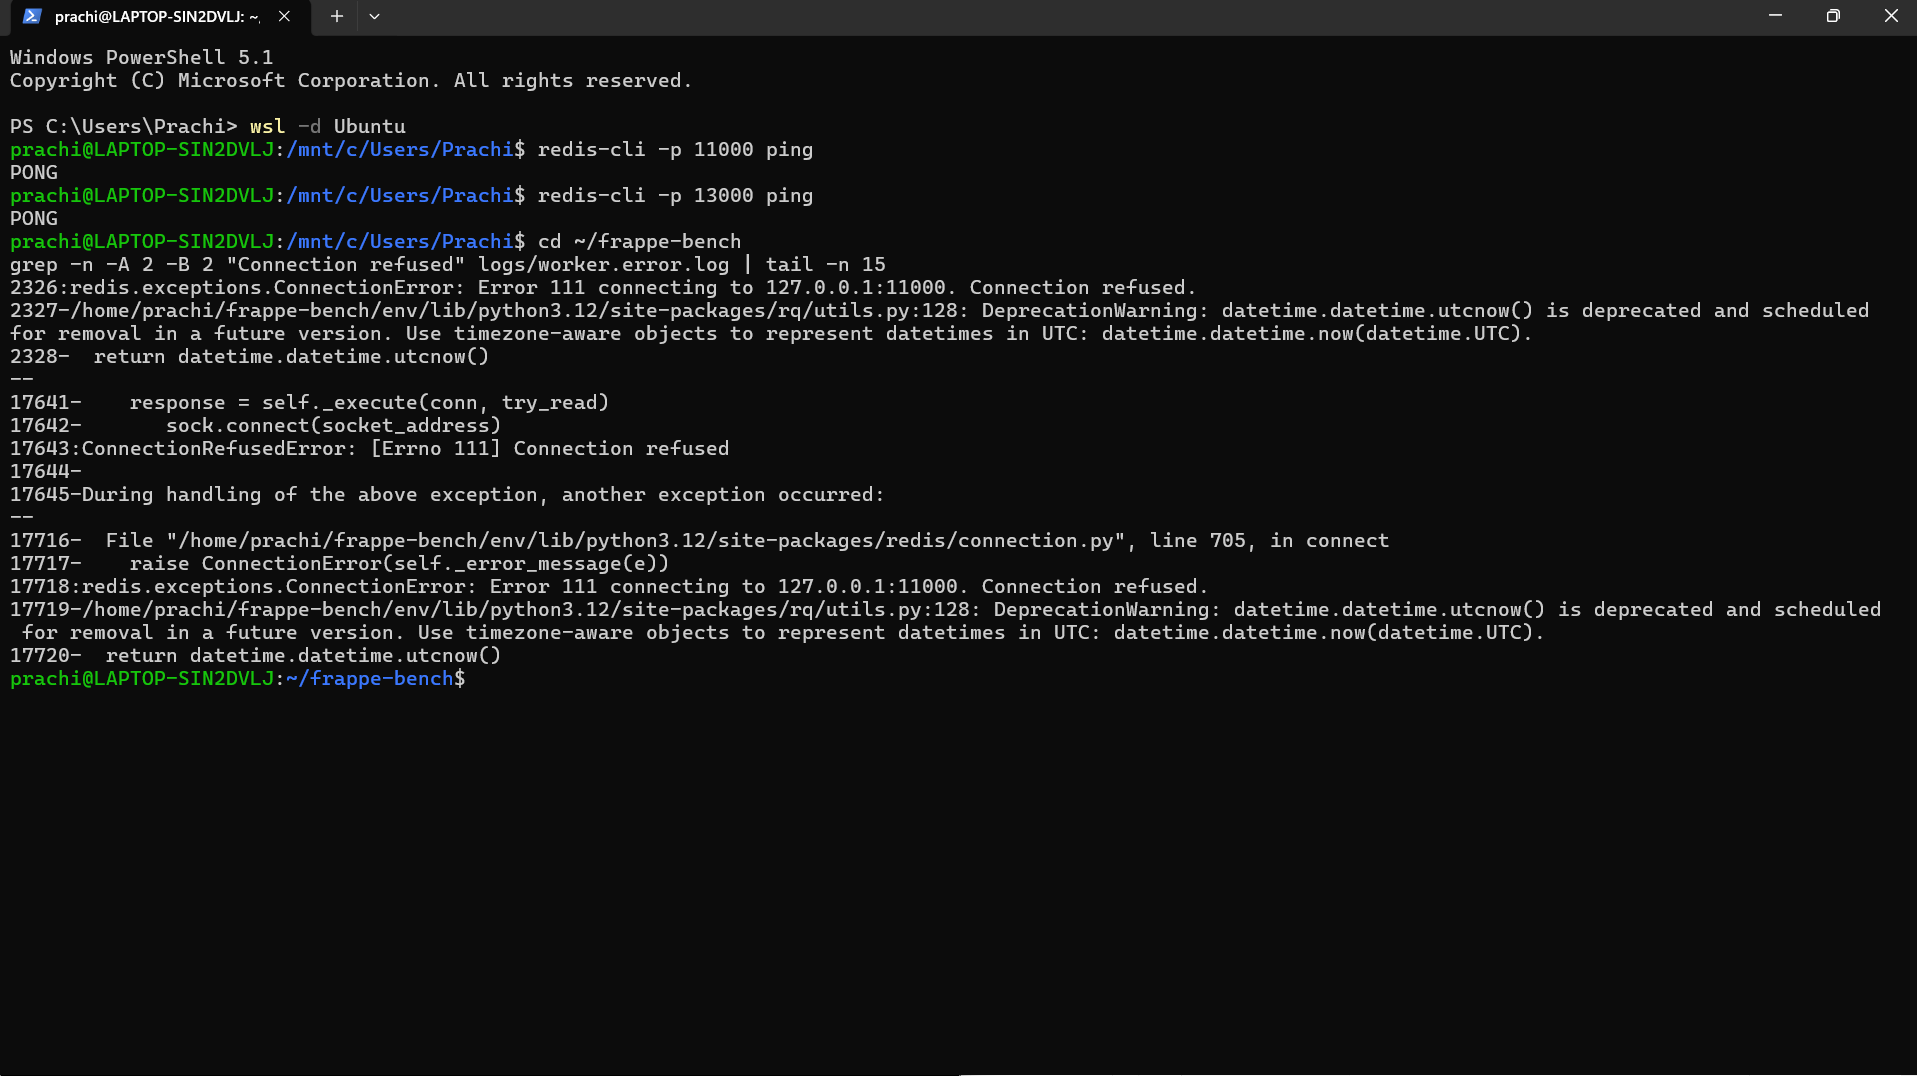 prachi@LAPTOP-SIN2DVLJ: ~
Windows PowerShell 5.1
Copyright (C) Microsoft Corporation. All rights reserved.
PS C:\Users\Prachi> wsl -d Ubuntu
prachi@LAPTOP-SIN2DVLJ:/mnt/c/Users/Prachi$ redis-cli -p 11000 ping
PONG
prachi@LAPTOP-SIN2DVLJ:/mnt/c/Users/Prachi$ redis-cli -p 13000 ping
PONG
prachi@LAPTOP-SIN2DVLJ:/mnt/c/Users/Prachi$ cd ~/frappe-bench
grep -n -A 2 -B 2 "Connection refused" logs/worker.error.log | tail -n 15
2326:redis.exceptions.ConnectionError: Error 111 connecting to 127.0.0.1:11000. Connection refused.
2327-/home/prachi/frappe-bench/env/lib/python3.12/site-packages/rq/utils.py:128: DeprecationWarning: datetime.datetime.utcnow() is deprecated and scheduled
for removal in a future version. Use timezone-aware objects to represent datetimes in UTC: datetime.datetime.now(datetime.UTC).
2328-  return datetime.datetime.utcnow()
--
17641-    response = self._execute(conn, try_read)
17642-       sock.connect(socket_address)
17643:ConnectionRefusedError: [Errno 111] Connection refused
17644-
17645-During handling of the above exception, another exception occurred:
--
17716-  File "/home/prachi/frappe-bench/env/lib/python3.12/site-packages/redis/connection.py", line 705, in connect
17717-    raise ConnectionError(self._error_message(e))
17718:redis.exceptions.ConnectionError: Error 111 connecting to 127.0.0.1:11000. Connection refused.
17719-/home/prachi/frappe-bench/env/lib/python3.12/site-packages/rq/utils.py:128: DeprecationWarning: datetime.datetime.utcnow() is deprecated and scheduled
 for removal in a future version. Use timezone-aware objects to represent datetimes in UTC: datetime.datetime.now(datetime.UTC).
17720-  return datetime.datetime.utcnow()
prachi@LAPTOP-SIN2DVLJ:~/frappe-bench$